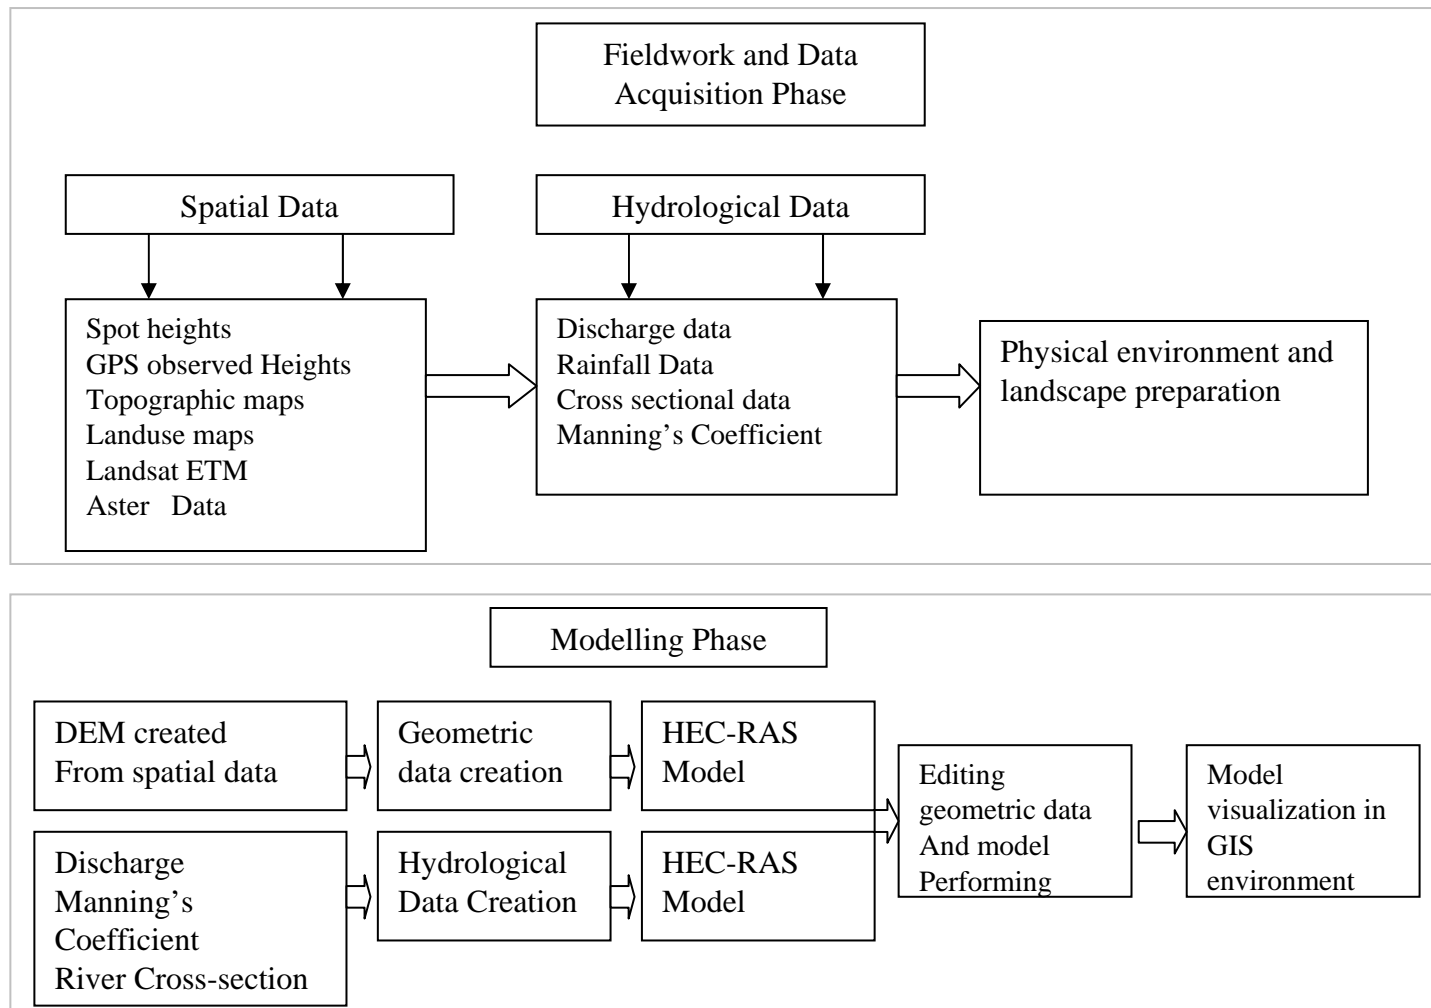 Fieldwork and Data
Acquisition Phase
Spatial Data
Hydrological Data
Spot heights
GPS observed Heights
Topographic maps
Landuse maps
Landsat ETM
Aster Data
Discharge data
Rainfall Data
Cross sectional data
Manning’s Coefficient
Physical environment and
landscape preparation
Modelling Phase
DEM created
From spatial data
Geometric
data creation
HEC-RAS
Model
Discharge
Manning’s
Coefficient
River Cross-section
Hydrological
Data Creation
HEC-RAS
Model
Editing
geometric data
And model
Performing
Model
visualization in
GIS
environment